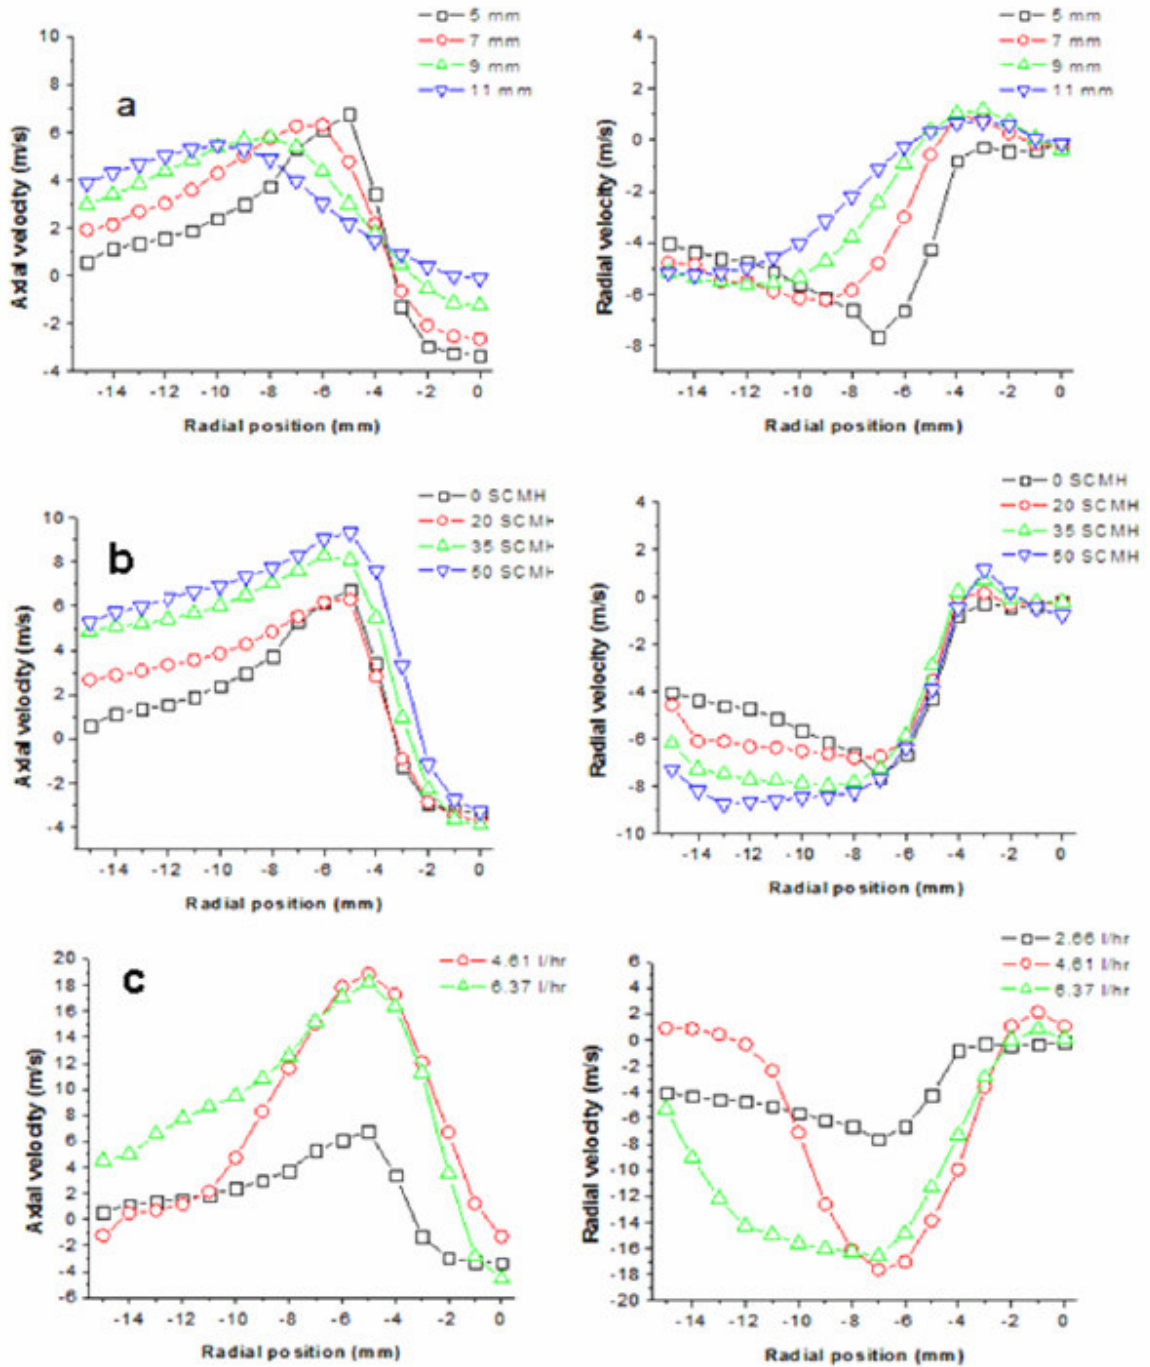 5 mm
7 mm
9 mm
11 mm
a
Axial velocity (m/s)
10
8
6
4
2
0
-2
-4
-14 -12 -10 -8 -6 -4 -2 0
Radial position (mm)
5 mm
7 mm
9 mm
11 mm
Radial velocity (m/s)
4
2
0
-2
-4
-6
-8
-14 -12 -10 -8 -6 -4 -2 0
Radial position (mm)
0 SCMH
20 SCMH
35 SCMH
50 SCMH
b
Axial velocity (m/s)
10
8
6
4
2
0
-2
-4
-14 -12 -10 -8 -6 -4 -2 0
Radial position (mm)
0 SCMH
20 SCMH
35 SCMH
50 SCMH
Radial velocity (m/s)
4
2
0
-2
-4
-6
-8
-10
-14 -12 -10 -8 -6 -4 -2 0
Radial position (mm)
4.61 l/hr
6.37 l/hr
c
Axial velocity (m/s)
20
18
16
14
12
10
8
6
4
2
0
-2
-4
-6
-14 -12 -10 -8 -6 -4 -2 0
Radial position (mm)
2.66 l/hr
4.61 l/hr
6.37 l/hr
Radial velocity (m/s)
6
4
2
0
-2
-4
-6
-8
-10
-12
-14
-16
-18
-20
-14 -12 -10 -8 -6 -4 -2 0
Radial position (mm)